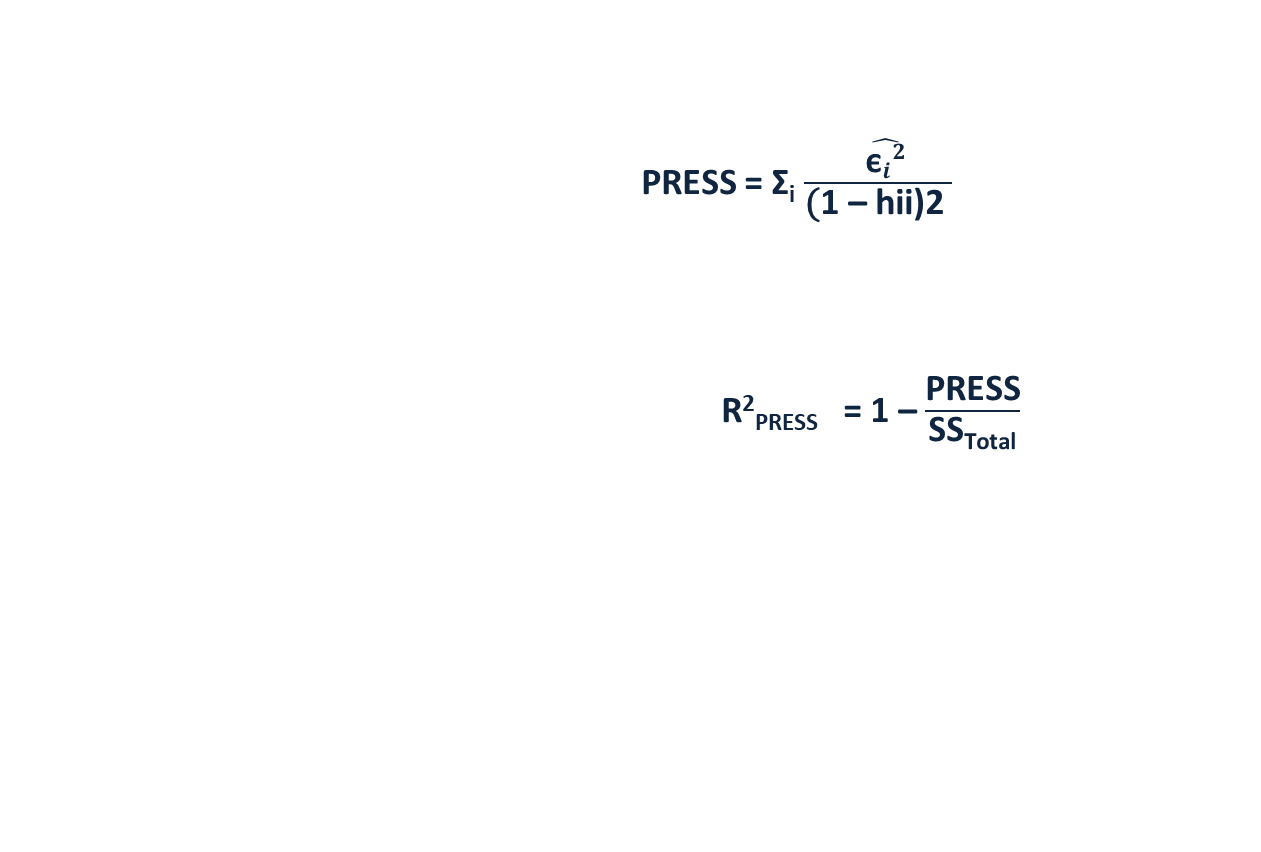 PRESS = Σᵢ ϵ̂ᵢ² / (1 – hii)2
R²PRESS = 1 – PRESS / SSTotal